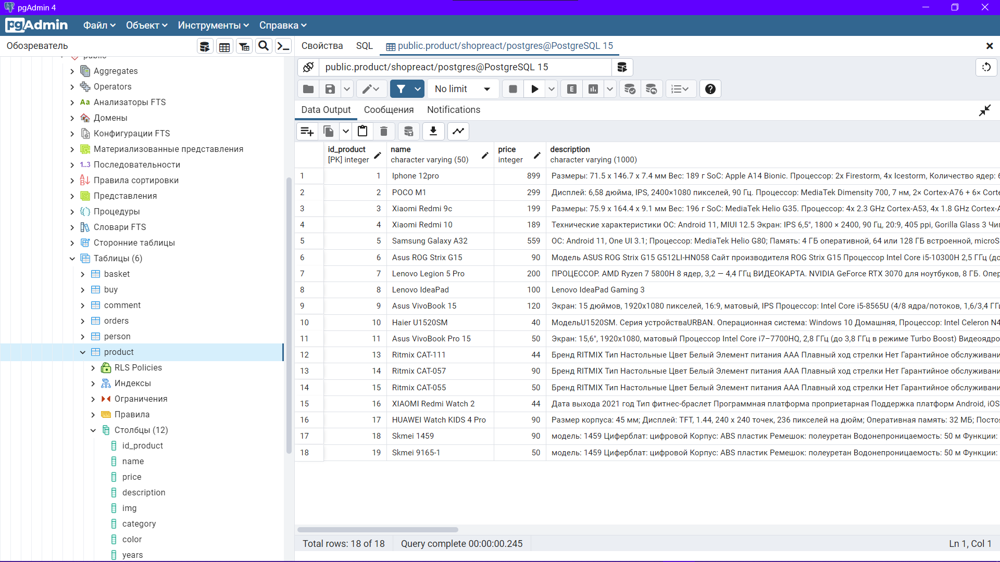 pgAdmin 4
pgAdmin Файл Объект Инструменты Справка
Обозреватель
Свойства SQL public.product/shopreact/postgres@PostgreSQL 15
public
Aggregates
Operators
Aa Анализаторы FTS
Домены
Конфигурации FTS
Материализованные представления
1..3 Последовательности
Правила сортировки
Представления
Процедуры
Словари FTS
Сторонние таблицы
Таблицы (6)
basket
buy
comment
orders
person
product
RLS Policies
Индексы
Ограничения
Правила
Столбцы (12)
id_product
name
price
description
img
category
color
years
public.product/shopreact/postgres@PostgreSQL 15
No limit E
Data Output Сообщения Notifications
id_product name price description
[PK] integer character varying (50) integer character varying (1000)
1 1 Iphone 12pro 899 Размеры: 71.5 x 146.7 x 7.4 мм Вес: 189 г SoC: Apple A14 Bionic. Процессор: 2x Firestorm, 4x Icestorm, Количество ядер: 6
2 2 POCO M1 299 Дисплей: 6,58 дюйма, IPS, 2400×1080 пикселей, 90 Гц. Процессор: MediaTek Dimensity 700, 7 нм, 2× Cortex-A76 + 6× Corte
3 3 Xiaomi Redmi 9c 199 Размеры: 75.9 x 164.4 x 9.1 мм Вес: 196 г SoC: MediaTek Helio G35. Процессор: 4x 2.3 GHz Cortex-A53, 4x 1.8 GHz Cortex-A
4 4 Xiaomi Redmi 10 189 Технические характеристики ОС: Android 11, MIUI 12.5 Экран: IPS 6,5", 1800 × 2400, 90 Гц, 20:9, 405 ppi, Gorilla Glass 3 Чип
5 5 Samsung Galaxy A32 559 ОС: Android 11, One UI 3.1; Процессор: MediaTek Helio G80; Память: 4 ГБ оперативной, 64 или 128 ГБ встроенной, microS
6 6 Asus ROG Strix G15 90 Модель ASUS ROG Strix G15 G512LI-HN058 Сайт производителя ROG Strix G15 Процессор Intel Core i5-10300H 2,5 ГГц (до
7 7 Lenovo Legion 5 Pro 200 ПРОЦЕССОР. AMD Ryzen 7 5800H 8 ядер, 3,2 — 4,4 ГГц ВИДЕОКАРТА. NVIDIA GeForce RTX 3070 для ноутбуков, 8 ГБ. Опер
8 8 Lenovo IdeaPad 100 Lenovo IdeaPad Gaming 3
9 9 Asus VivoBook 15 120 Экран: 15 дюймов, 1920x1080 пикселей, 16:9, матовый, IPS Процессор: Intel Core i5-8565U (4/8 ядра/потоков, 1,6/3,4 ГГц
10 10 Haier U1520SM 40 МодельU1520SM. Серия устройстваURBAN. Операционная система: Windows 10 Домашняя, Процессор: Intel Celeron N4
11 11 Asus VivoBook Pro 15 50 Экран: 15,6", 1920x1080, матовый Процессор Intel Core i7–7700HQ, 2,8 ГГц (до 3,8 ГГц в режиме Turbo Boost) Видеоядро
12 13 Ritmix CAT-111 44 Бренд RITMIX Тип Настольные Цвет Белый Элемент питания AAA Плавный ход стрелки Нет Гарантийное обслуживани
13 14 Ritmix CAT-057 90 Бренд RITMIX Тип Настольные Цвет Белый Элемент питания AAA Плавный ход стрелки Нет Гарантийное обслуживани
14 15 Ritmix CAT-055 50 Бренд RITMIX Тип Настольные Цвет Белый Элемент питания AAA Плавный ход стрелки Нет Гарантийное обслуживани
15 16 XIAOMI Redmi Watch 2 44 Дата выхода 2021 год Тип фитнес-браслет Программная платформа проприетарная Поддержка платформ Android, iOS
16 17 HUAWEI Watch KIDS 4 Pro 90 Размер корпуса: 45 мм; Дисплей: TFT, 1.44, 240 x 240 точек, 236 пикселей на дюйм; Оперативная память: 32 МБ; Посто
17 18 Skmei 1459 90 модель: 1459 Циферблат: цифровой Корпус: ABS пластик Ремешок: полеуретан Водонепроницаемость: 50 м Функции:
18 19 Skmei 9165-1 50 модель: 1459 Циферблат: цифровой Корпус: ABS пластик Ремешок: полеуретан Водонепроницаемость: 50 м Функции:
Total rows: 18 of 18 Query complete 00:00:00.245 Ln 1, Col 1